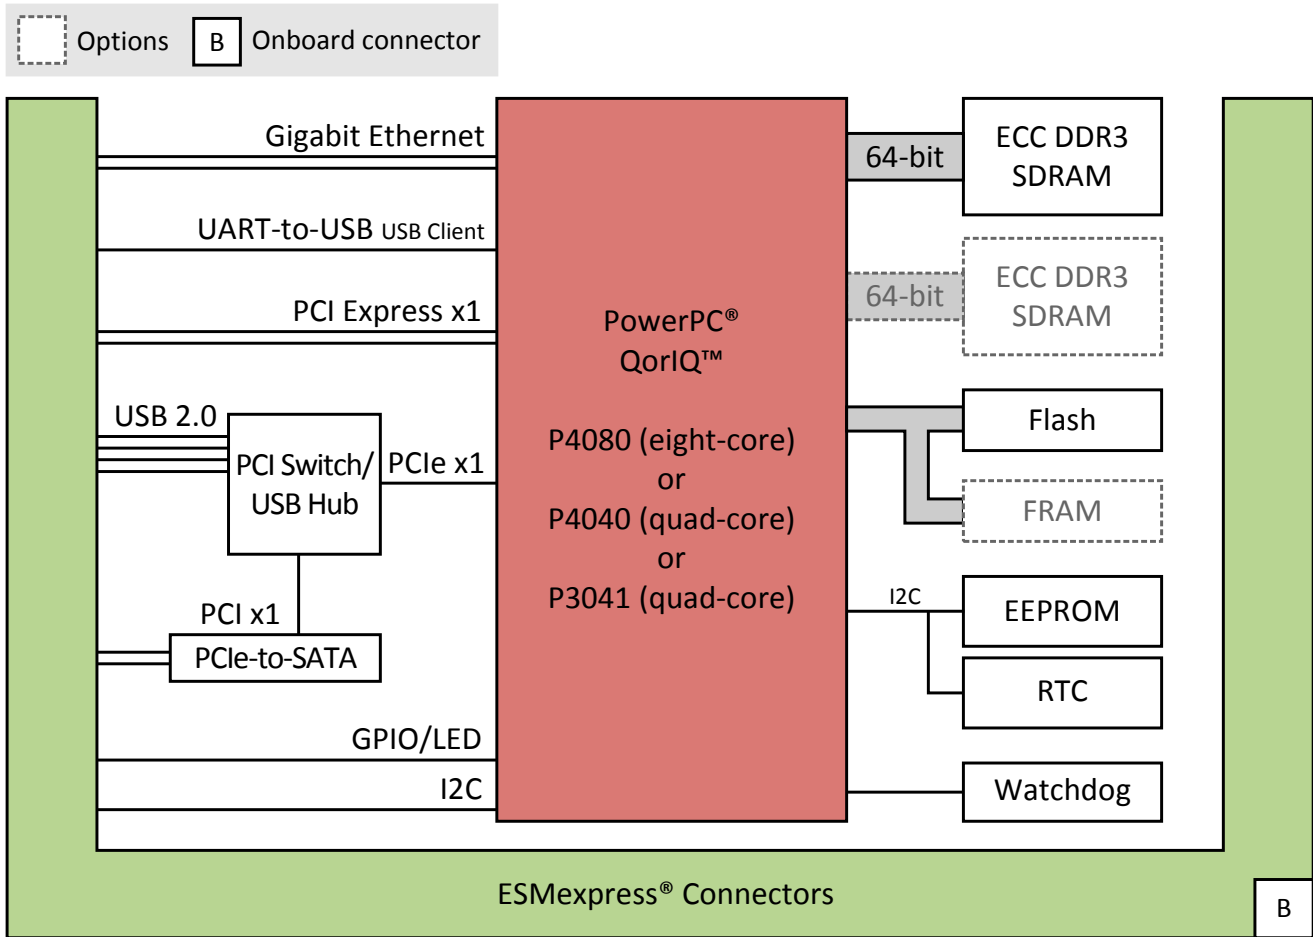 Options
B
Onboard connector
Gigabit Ethernet
UART-to-USB USB Client
PCI Express x1
USB 2.0
PCI Switch/
USB Hub
PCIe x1
PCI x1
PCIe-to-SATA
GPIO/LED
I2C
PowerPC®
QorIQ™
P4080 (eight-core)
or
P4040 (quad-core)
or
P3041 (quad-core)
64-bit
ECC DDR3
SDRAM
64-bit
ECC DDR3
SDRAM
Flash
FRAM
I2C
EEPROM
RTC
Watchdog
ESMexpress® Connectors
B